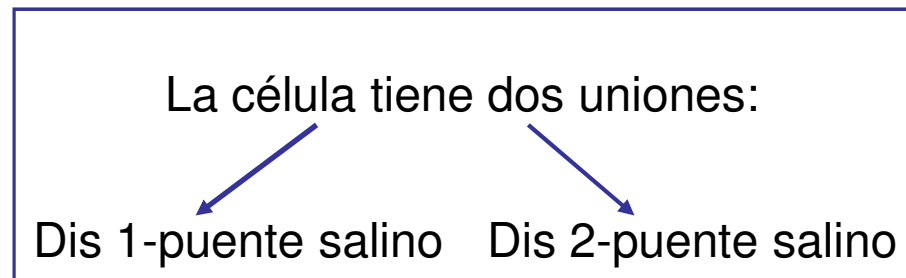 La célula tiene dos uniones:
Dis 1-puente salino Dis 2-puente salino